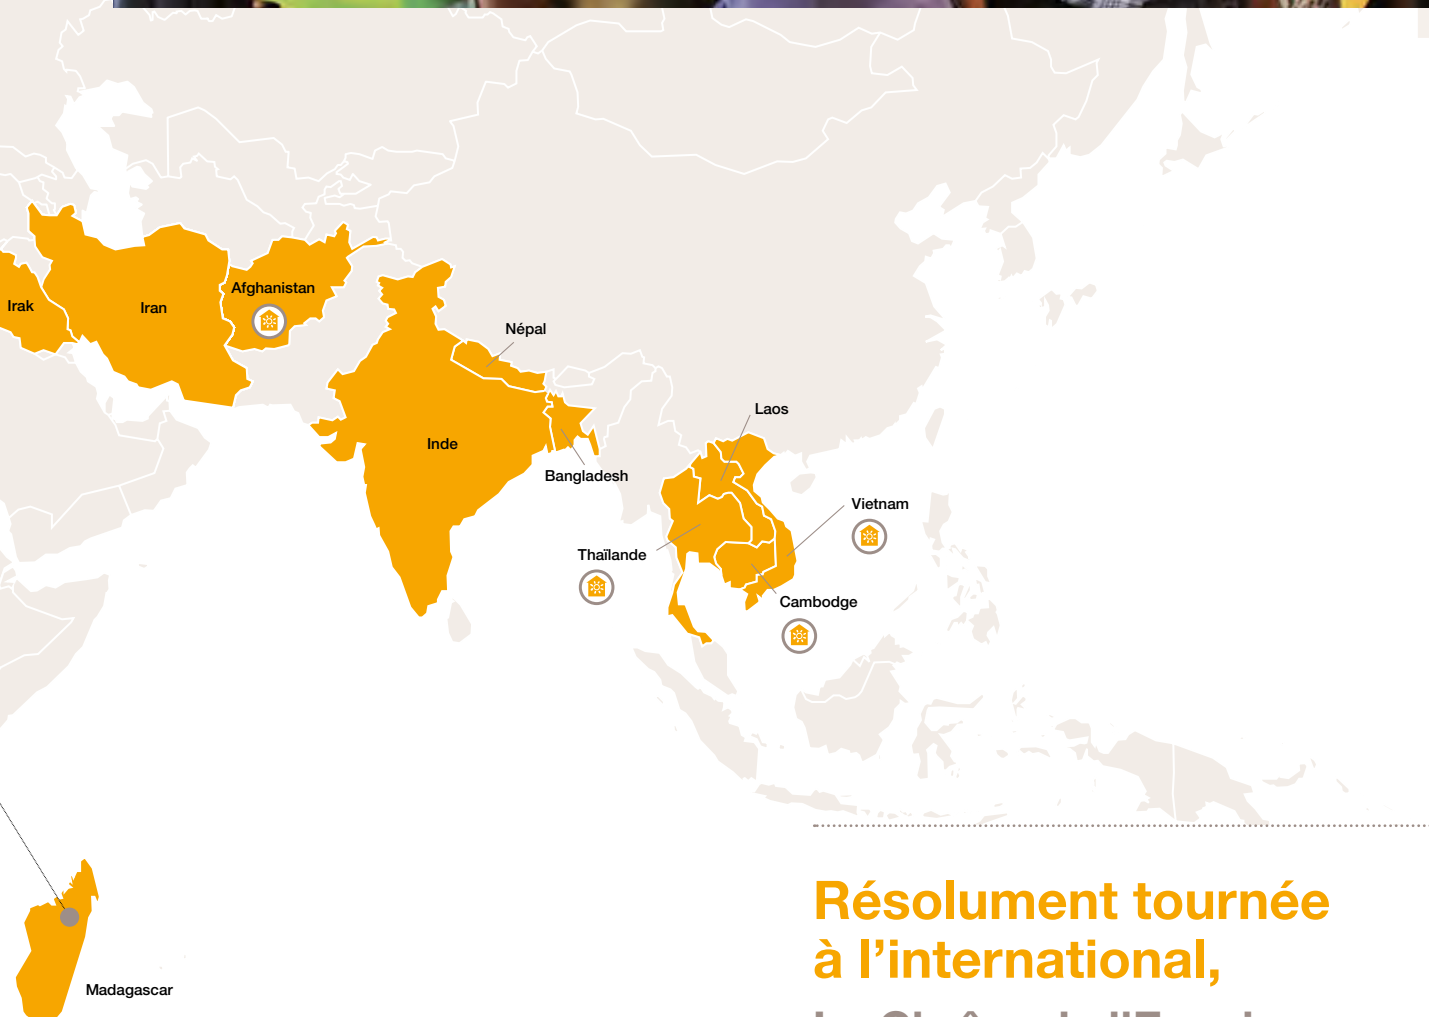 Afghanistan
Irak
Iran
Népal
Laos
Inde
Bangladesh
Vietnam
Thaïlande
Cambodge
Résolument tournée
à l'international,
Madagascar